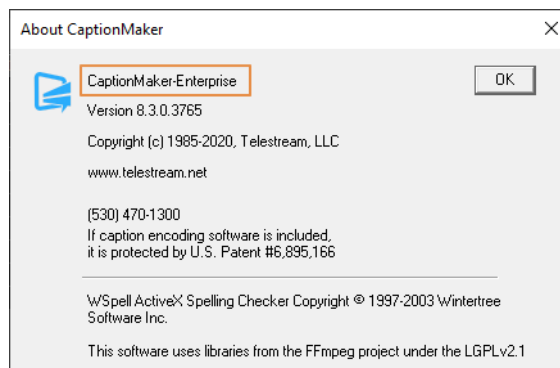 About CaptionMaker
CaptionMaker-Enterprise
OK
Version 8.3.0.3765
Copyright (c) 1985-2020, Telestream, LLC
www.telestream.net
(530) 470-1300
If caption encoding software is included,
it is protected by U.S. Patent #6,895,166
WSpell ActiveX Spelling Checker Copyright © 1997-2003 Wintertree
Software Inc.
This software uses libraries from the FFmpeg project under the LGPLv2.1